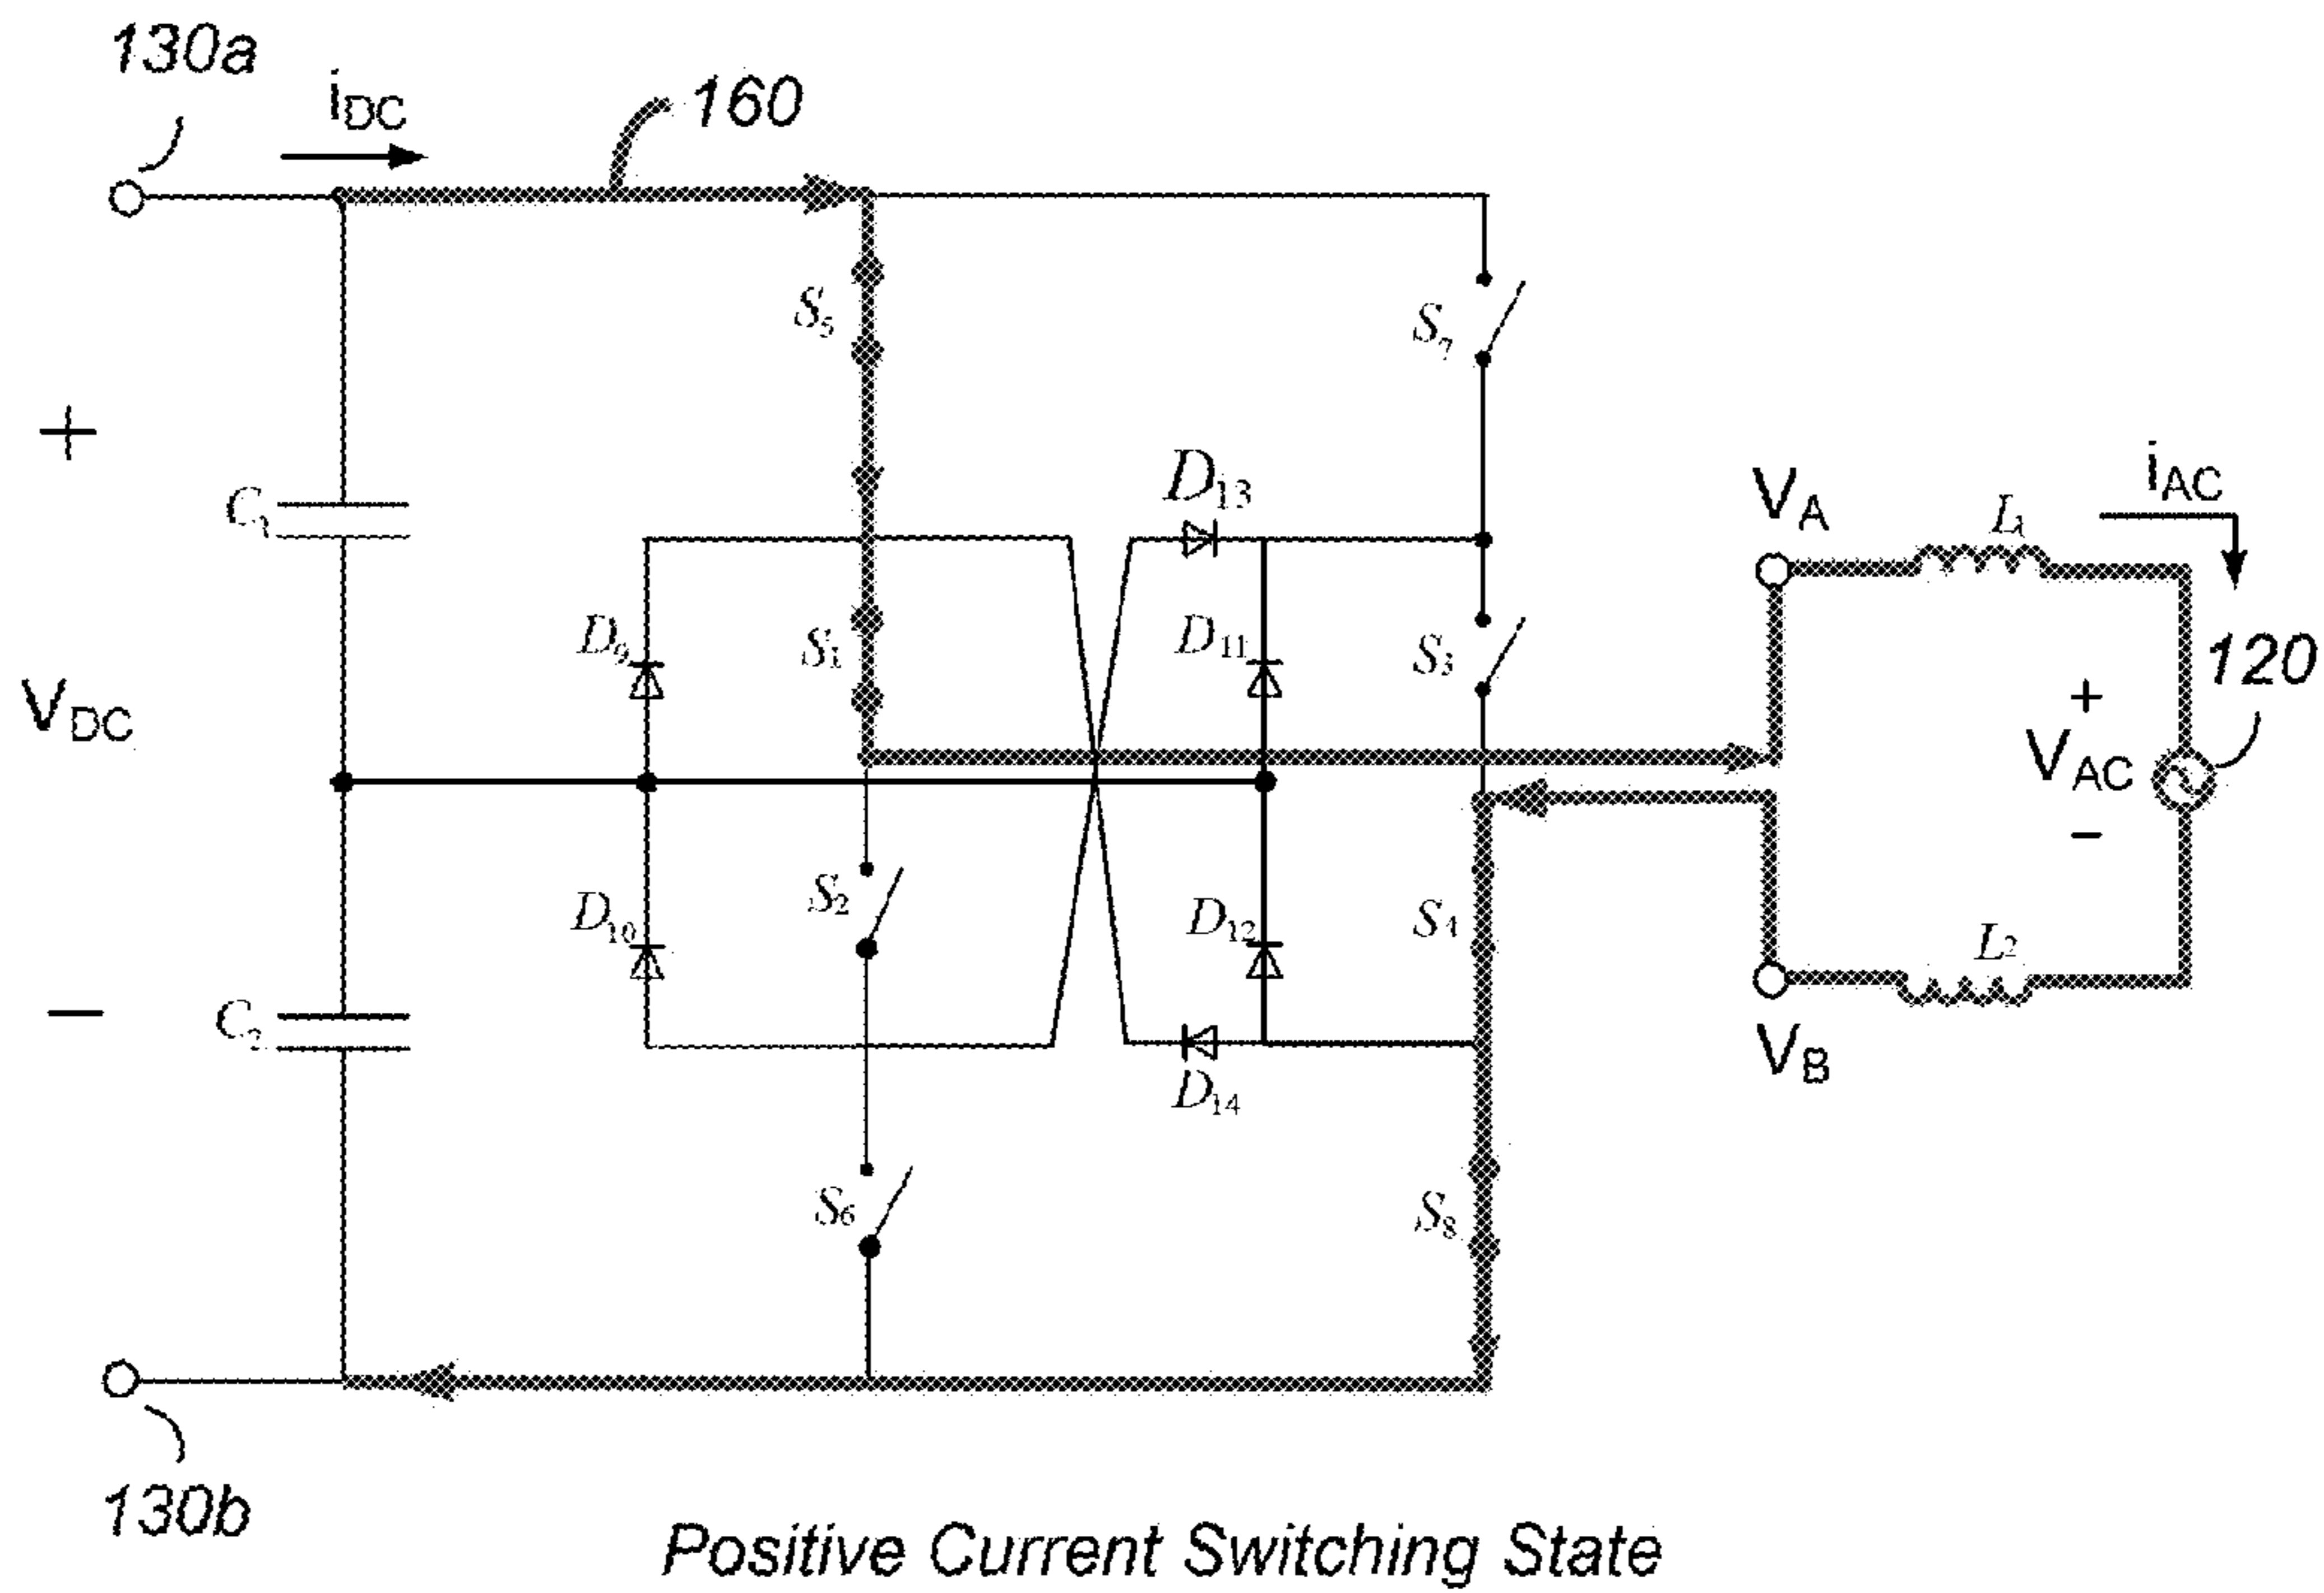 130a
iDC
160
S5
S7
+
C1
D13
VA
L1
iAC
D9
S1
D11
S3
120
+
VDC
VAC
−
D10
S2
D12
S4
L2
−
C2
VB
D14
S6
S8
130b
Positive Current Switching State